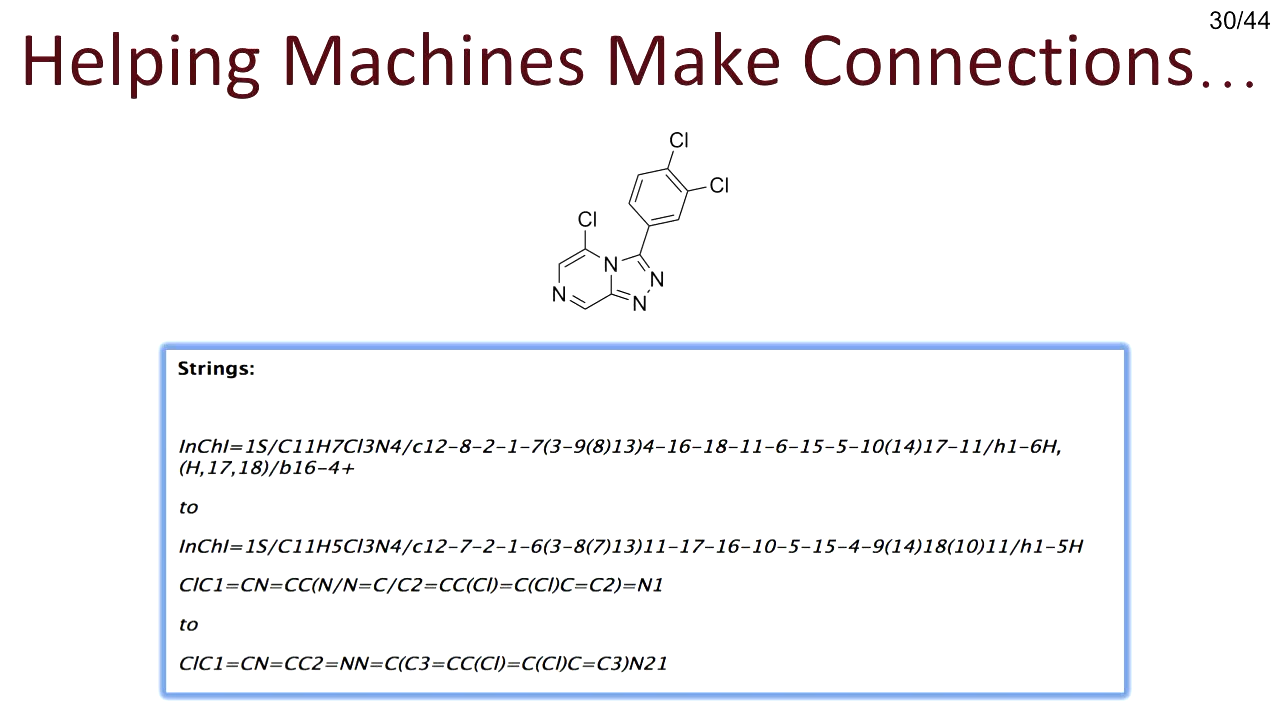 30/44
Helping Machines Make Connections…
Cl
Cl
Cl
N
N
N
N
Strings:
InChI=1S/C11H7Cl3N4/c12-8-2-1-7(3-9(8)13)4-16-18-11-6-15-5-10(14)17-11/h1-6H,
(H,17,18)/b16-4+
to
InChI=1S/C11H5Cl3N4/c12-7-2-1-6(3-8(7)13)11-17-16-10-5-15-4-9(14)18(10)11/h1-5H
ClC1=CN=CC(N/N=C/C2=CC(Cl)=C(Cl)C=C2)=N1
to
ClC1=CN=CC2=NN=C(C3=CC(Cl)=C(Cl)C=C3)N21